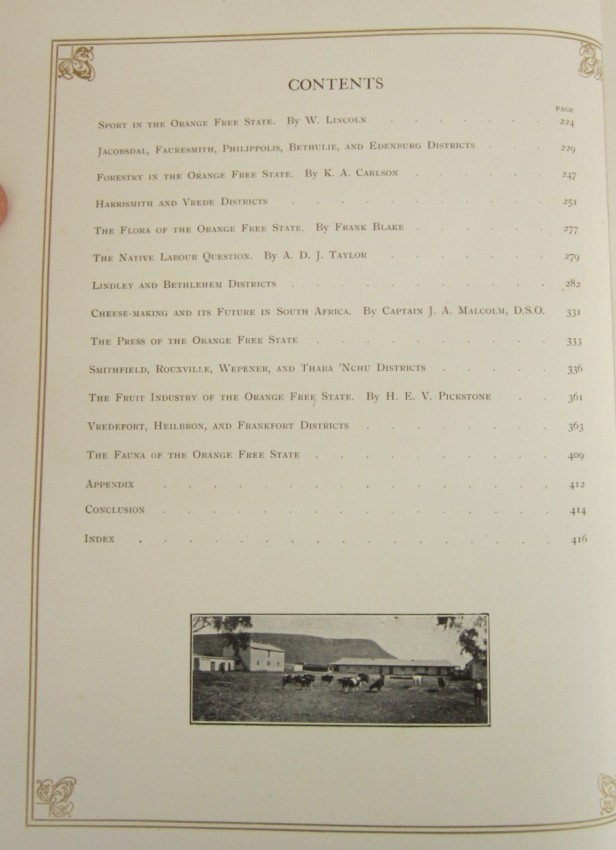 CONTENTS
PAGE
Sport in the Orange Free State. By W. Lincoln . . . . . . . 224
Jacobsdal, Fauresmith, Philippolis, Bethulie, and Edenburg Districts . . . 229
Forestry in the Orange Free State. By K. A. Carlson . . . . . . 247
Harrismith and Vrede Districts . . . . . . . . . . . 251
The Flora of the Orange Free State. By Frank Blake . . . . . . 277
The Native Labour Question. By A. D. J. Taylor . . . . . . . . 279
Lindley and Bethlehem Districts . . . . . . . . . . . 282
Cheese-making and its Future in South Africa. By Captain J. A. Malcolm, D.S.O. 331
The Press of the Orange Free State . . . . . . . . . . 333
Smithfield, Rouxville, Wepener, and Thaba 'Nchu Districts . . . . . 336
The Fruit Industry of the Orange Free State. By H. E. V. Pickstone . . 361
Vredefort, Heilbron, and Frankfort Districts . . . . . . . . 363
The Fauna of the Orange Free State . . . . . . . . . . 409
Appendix . . . . . . . . . . . . . . . . 412
Conclusion . . . . . . . . . . . . . . . 414
Index . . . . . . . . . . . . . . . . . 416